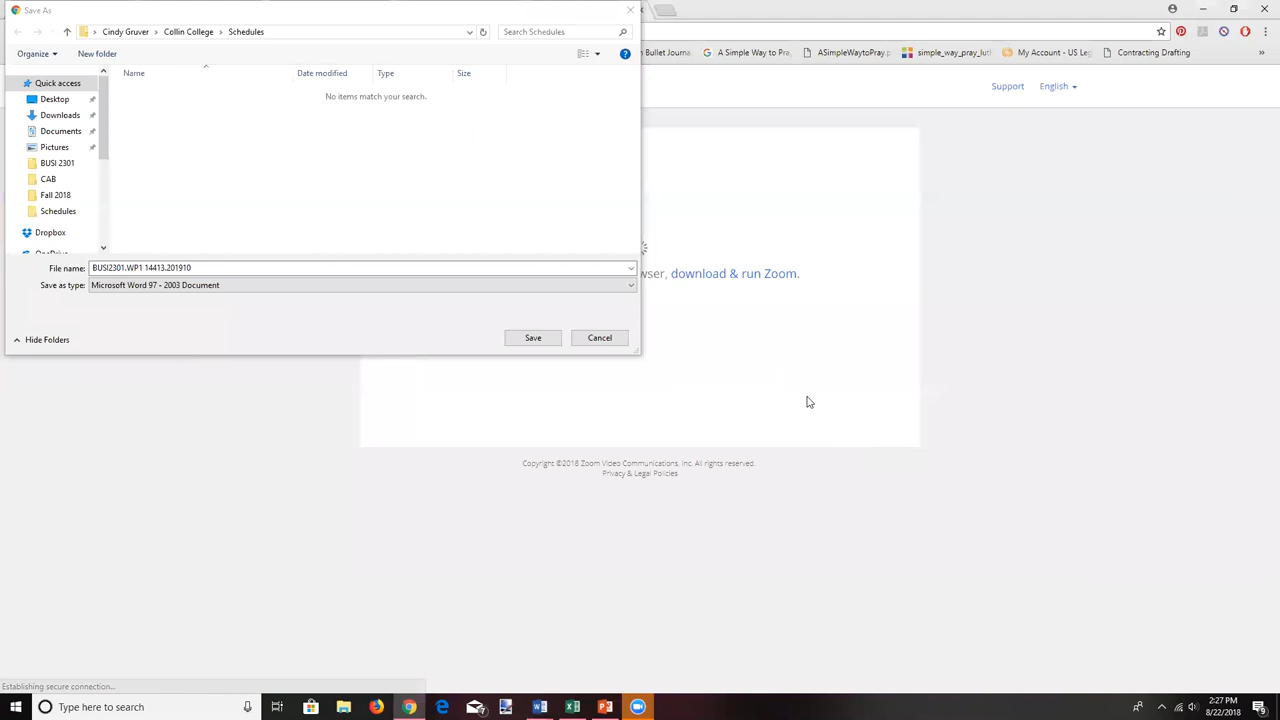 Save As
Cindy Gruver
Collin College
Schedules
Search Schedules
Organize
New folder
?
Bullet Journa
A Simple Way to Pr
ASimpleWaytoPray.
simple_way_pray_lut
My Account - US Le
Contracting Drafting
Support
English
Name
Date modified
Type
Size
No items match your search.
Quick access
Desktop
Downloads
Documents
Pictures
BUSI 2301
CAB
Fall 2018
Schedules
Dropbox
File name:
BUSI2301.WP1 14413.201910
Save as type:
Microsoft Word 97 - 2003 Document
Hide Folders
Save
Cancel
wser, download & run Zoom.
Copyright ©2018 Zoom Video Communications, Inc. All rights reserved.
Privacy & Legal Policies
Establishing secure connection...
Type here to search
2:27 PM
8/22/2018